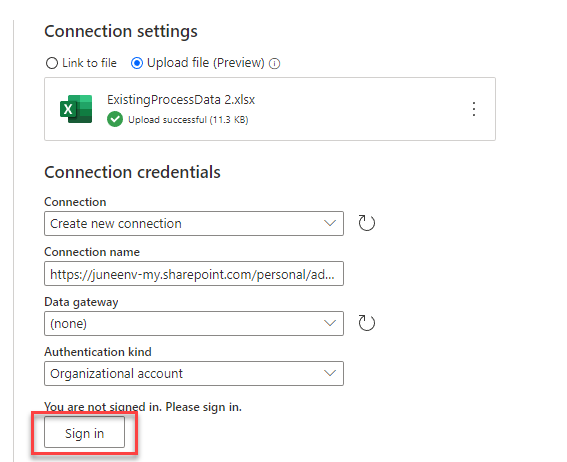 Connection settings
Link to file Upload file (Preview)
ExistingProcessData 2.xlsx
Upload successful (11.3 KB)
Connection credentials
Connection
Create new connection
Connection name
https://juneenv-my.sharepoint.com/personal/ad...
Data gateway
(none)
Authentication kind
Organizational account
You are not signed in. Please sign in.
Sign in